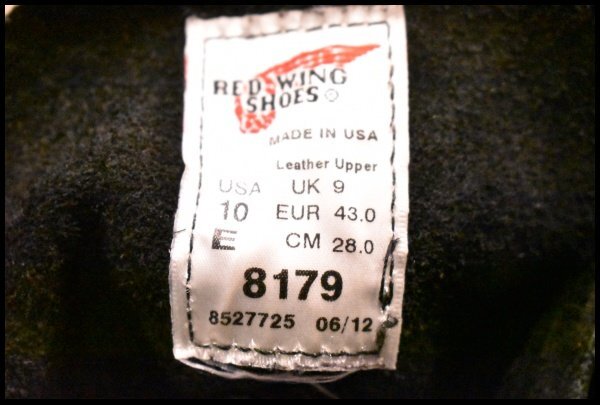 RED WING
SHOES
MADE IN USA
Leather Upper
USA UK 9
10 EUR 43.0
E CM 28.0
8179
8527725 06/12